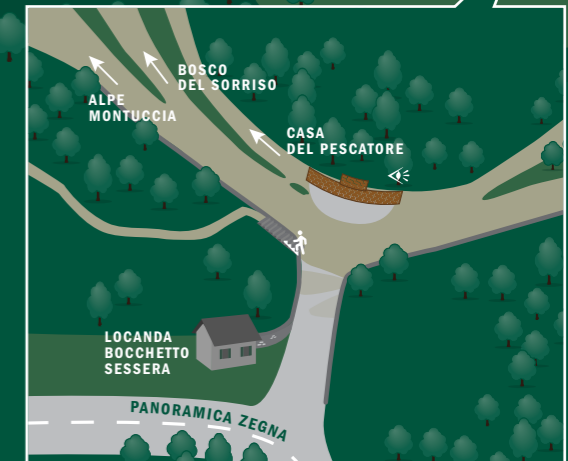 BOSCO
DEL SORRISO
ALPE
MONTUCCIA
CASA
DEL PESCATORE
LOCANDA
BOCCHETTO
SESSERA
PANORAMICA ZEGNA